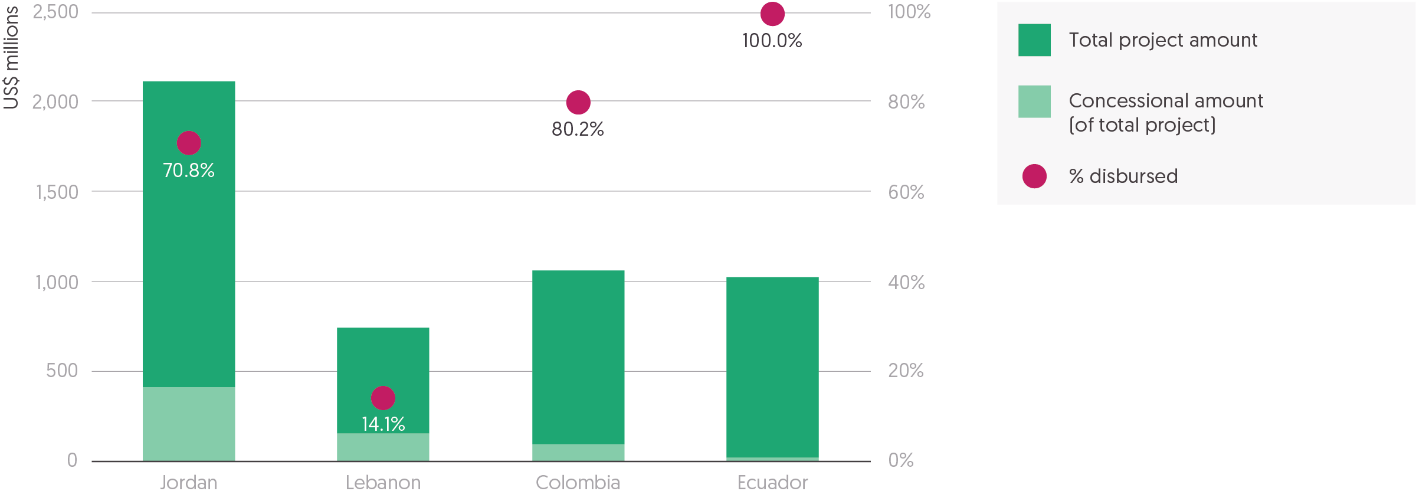 US$ millions
2,500
2,000
1,500
1,000
500
0
100%
80%
60%
40%
20%
0%
70.8%
14.1%
80.2%
100.0%
Jordan
Lebanon
Colombia
Ecuador
Total project amount
Concessional amount
(of total project)
% disbursed